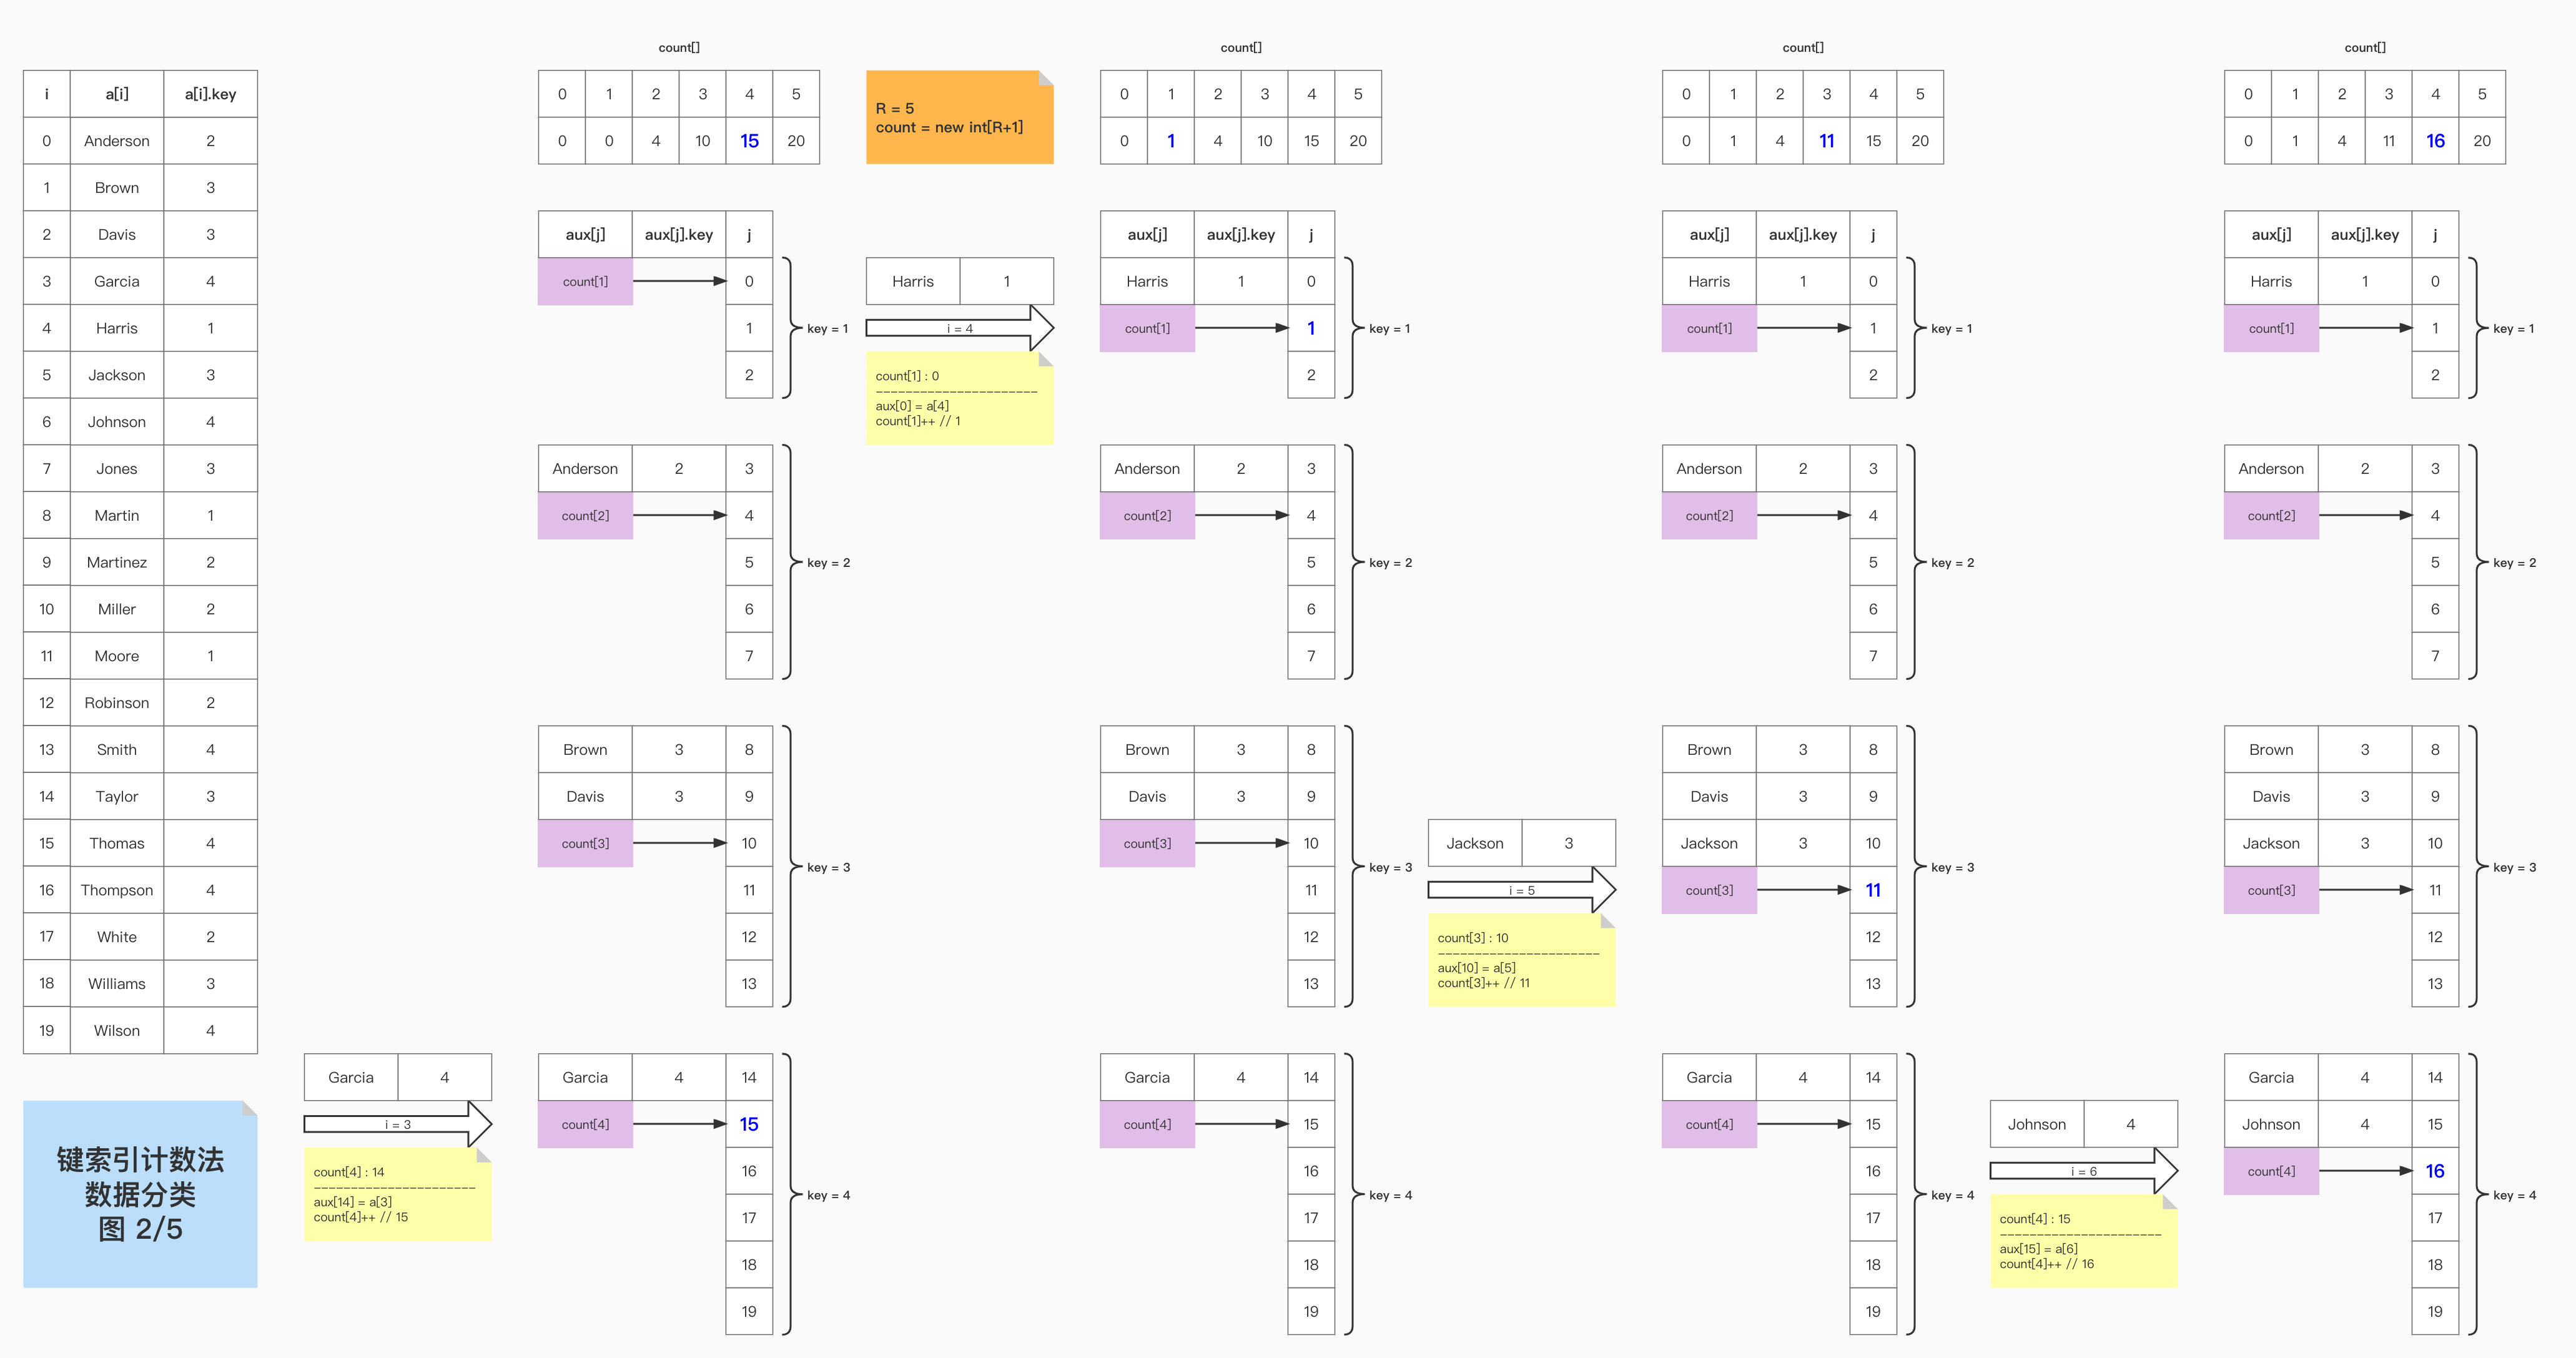 i a[i] a[i].key
0 Anderson 2
1 Brown 3
2 Davis 3
3 Garcia 4
4 Harris 1
5 Jackson 3
6 Johnson 4
7 Jones 3
8 Martin 1
9 Martinez 2
10 Miller 2
11 Moore 1
12 Robinson 2
13 Smith 4
14 Taylor 3
15 Thomas 4
16 Thompson 4
17 White 2
18 Williams 3
19 Wilson 4
键索引计数法
数据分类
图 2/5
Garcia 4
i = 3
count[4] : 14
----------------------
aux[14] = a[3]
count[4]++ // 15
count[]
0 1 2 3 4 5
0 0 4 10 15 20
aux[j] aux[j].key j
count[1] 0
1
2
key = 1
Anderson 2 3
count[2] 4
5
6
7
key = 2
Brown 3 8
Davis 3 9
count[3] 10
11
12
13
key = 3
Garcia 4 14
count[4] 15
16
17
18
19
key = 4
R = 5
count = new int[R+1]
Harris 1
i = 4
count[1] : 0
----------------------
aux[0] = a[4]
count[1]++ // 1
count[]
0 1 2 3 4 5
0 1 4 10 15 20
aux[j] aux[j].key j
Harris 1 0
count[1] 1
2
key = 1
Anderson 2 3
count[2] 4
5
6
7
key = 2
Brown 3 8
Davis 3 9
count[3] 10
11
12
13
key = 3
Garcia 4 14
count[4] 15
16
17
18
19
key = 4
Jackson 3
i = 5
count[3] : 10
----------------------
aux[10] = a[5]
count[3]++ // 11
count[]
0 1 2 3 4 5
0 1 4 11 15 20
aux[j] aux[j].key j
Harris 1 0
count[1] 1
2
key = 1
Anderson 2 3
count[2] 4
5
6
7
key = 2
Brown 3 8
Davis 3 9
Jackson 3 10
count[3] 11
12
13
key = 3
Garcia 4 14
count[4] 15
16
17
18
19
key = 4
Johnson 4
i = 6
count[4] : 15
----------------------
aux[15] = a[6]
count[4]++ // 16
count[]
0 1 2 3 4 5
0 1 4 11 16 20
aux[j] aux[j].key j
Harris 1 0
count[1] 1
2
key = 1
Anderson 2 3
count[2] 4
5
6
7
key = 2
Brown 3 8
Davis 3 9
Jackson 3 10
count[3] 11
12
13
key = 3
Garcia 4 14
Johnson 4 15
count[4] 16
17
18
19
key = 4